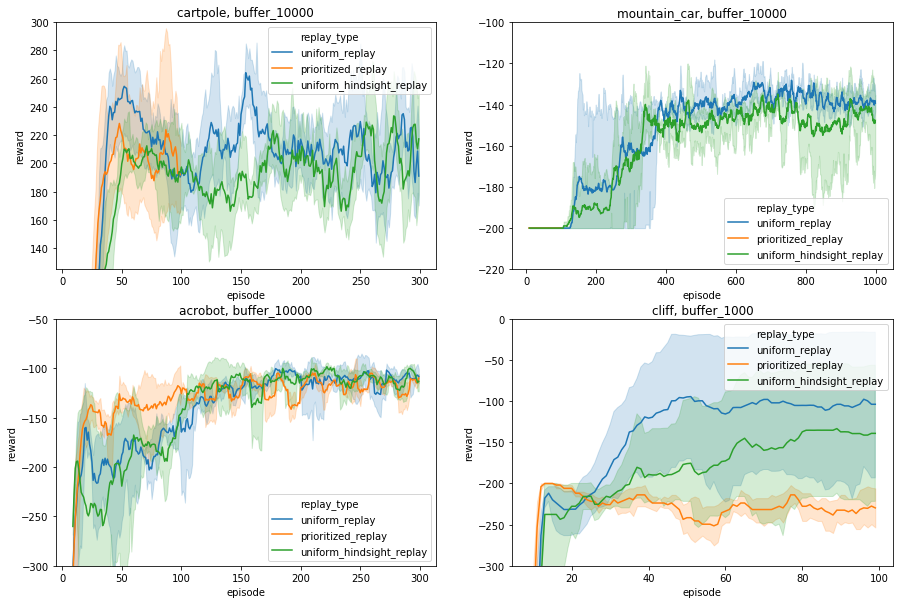 cartpole, buffer_10000
300
280
260
240
220
200
180
160
140
reward
0
50
100
150
200
250
300
episode
replay_type
uniform_replay
prioritized_replay
uniform_hindsight_replay
mountain_car, buffer_10000
−100
−120
−140
−160
−180
−200
−220
reward
0
200
400
600
800
1000
episode
replay_type
uniform_replay
prioritized_replay
uniform_hindsight_replay
acrobot, buffer_10000
−50
−100
−150
−200
−250
−300
reward
0
50
100
150
200
250
300
episode
replay_type
uniform_replay
prioritized_replay
uniform_hindsight_replay
cliff, buffer_1000
0
−50
−100
−150
−200
−250
−300
reward
20
40
60
80
100
episode
replay_type
uniform_replay
prioritized_replay
uniform_hindsight_replay